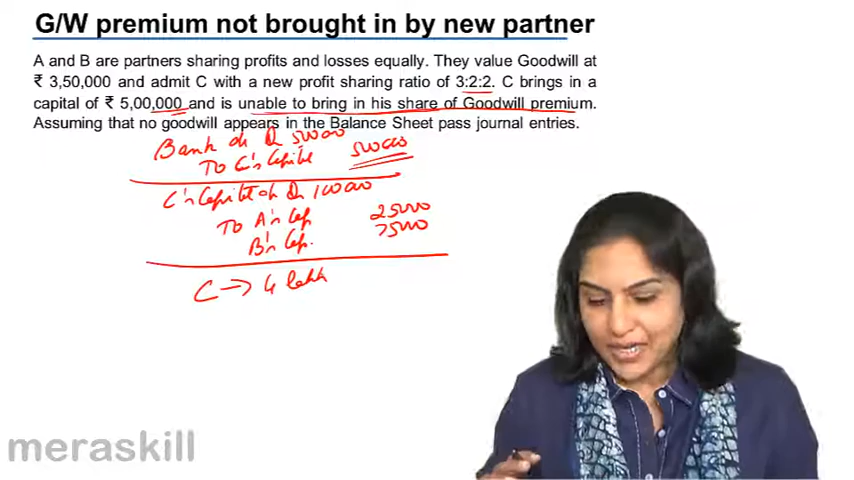 G/W premium not brought in by new partner
A and B are partners sharing profits and losses equally. They value Goodwill at
₹ 3,50,000 and admit C with a new profit sharing ratio of 3:2:2. C brings in a
capital of ₹ 5,00,000 and is unable to bring in his share of Goodwill premium.
Assuming that no goodwill appears in the Balance Sheet pass journal entries.
Bank a/c Dr 500000
To C's Capital 500000
C's Capital a/c Dr 100000
To A's Cap 25000
B's Cap. 75000
C → 4 lakh
meraskill